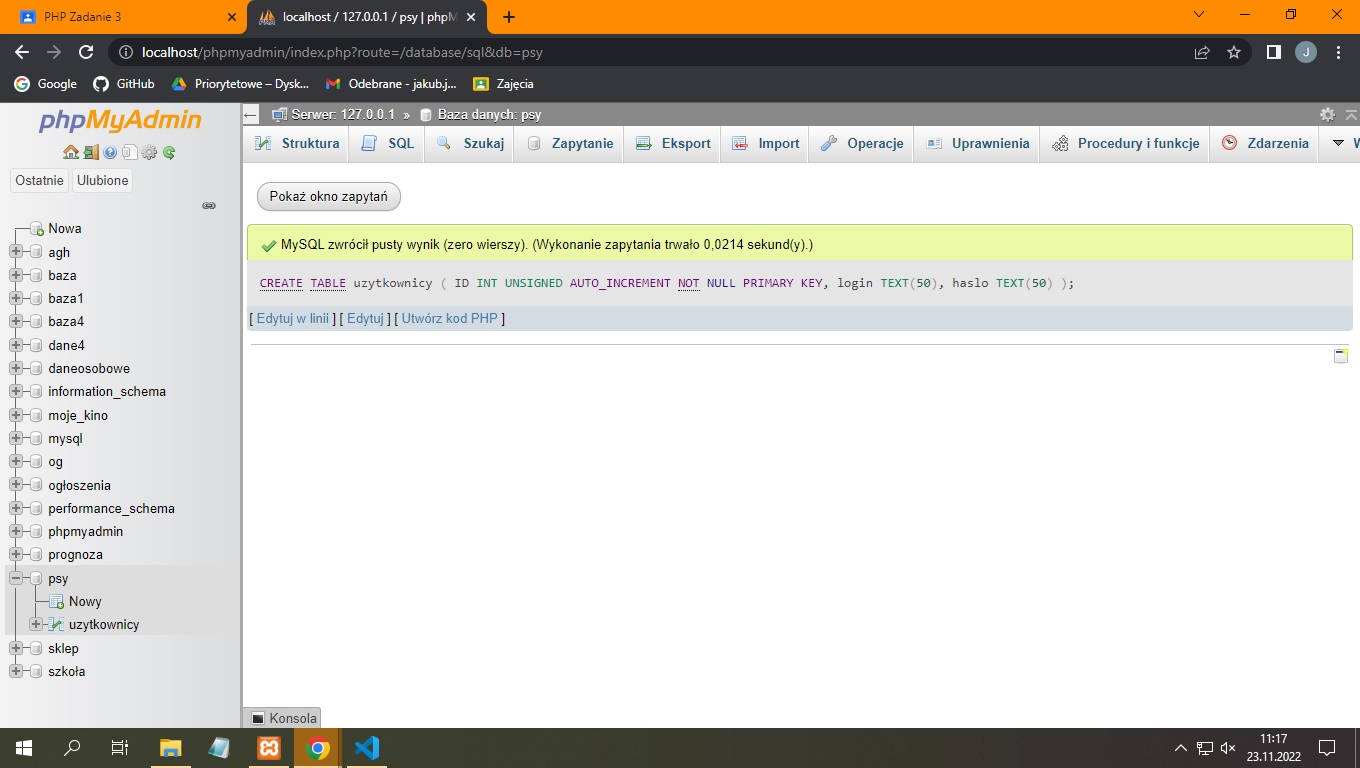 PHP Zadanie 3
localhost / 127.0.0.1 / psy | phpM
localhost/phpmyadmin/index.php?route=/database/sql&db=psy
J
Google GitHub Priorytetowe – Dysk... Odebrane - jakub.j... Zajęcia
phpMyAdmin
Ostatnie Ulubione
Nowa
agh
baza
baza1
baza4
dane4
daneosobowe
information_schema
moje_kino
mysql
og
ogłoszenia
performance_schema
phpmyadmin
prognoza
psy
Nowy
uzytkownicy
sklep
szkoła
Serwer: 127.0.0.1 » Baza danych: psy
Struktura SQL Szukaj Zapytanie Eksport Import Operacje Uprawnienia Procedury i funkcje Zdarzenia W
Pokaż okno zapytań
MySQL zwrócił pusty wynik (zero wierszy). (Wykonanie zapytania trwało 0,0214 sekund(y).)
CREATE TABLE uzytkownicy ( ID INT UNSIGNED AUTO_INCREMENT NOT NULL PRIMARY KEY, login TEXT(50), haslo TEXT(50) );
[ Edytuj w linii ] [ Edytuj ] [ Utwórz kod PHP ]
Konsola
11:17
23.11.2022